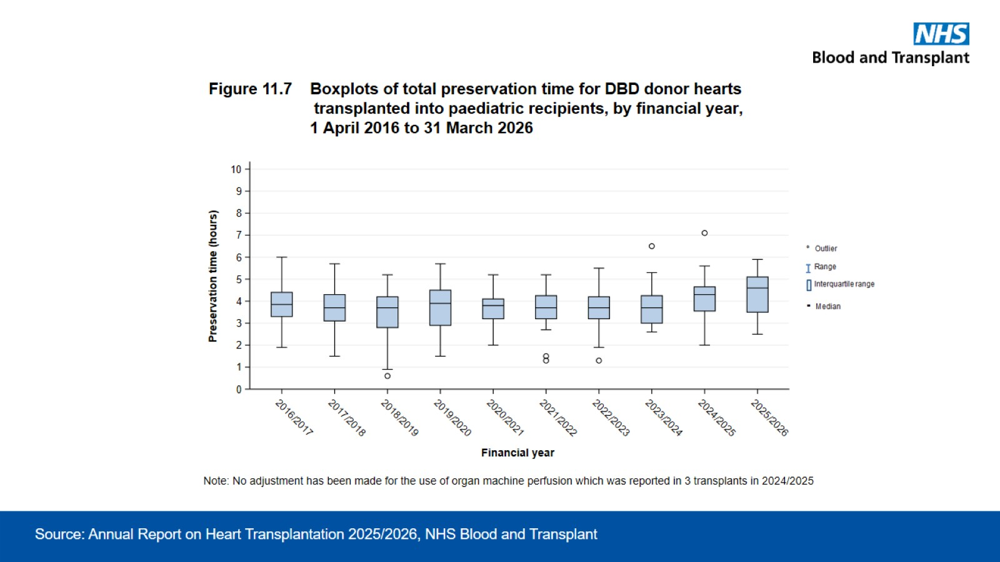 NHS
Blood and Transplant
Figure 11.7 Boxplots of total preservation time for DBD donor hearts
transplanted into paediatric recipients, by financial year,
1 April 2016 to 31 March 2026
Preservation time (hours)
10
9
8
7
6
5
4
3
2
1
0
2016/2017
2017/2018
2018/2019
2019/2020
2020/2021
2021/2022
2022/2023
2023/2024
2024/2025
2025/2026
Financial year
Outlier
Range
Interquartile range
Median
Note: No adjustment has been made for the use of organ machine perfusion which was reported in 3 transplants in 2024/2025
Source: Annual Report on Heart Transplantation 2025/2026, NHS Blood and Transplant